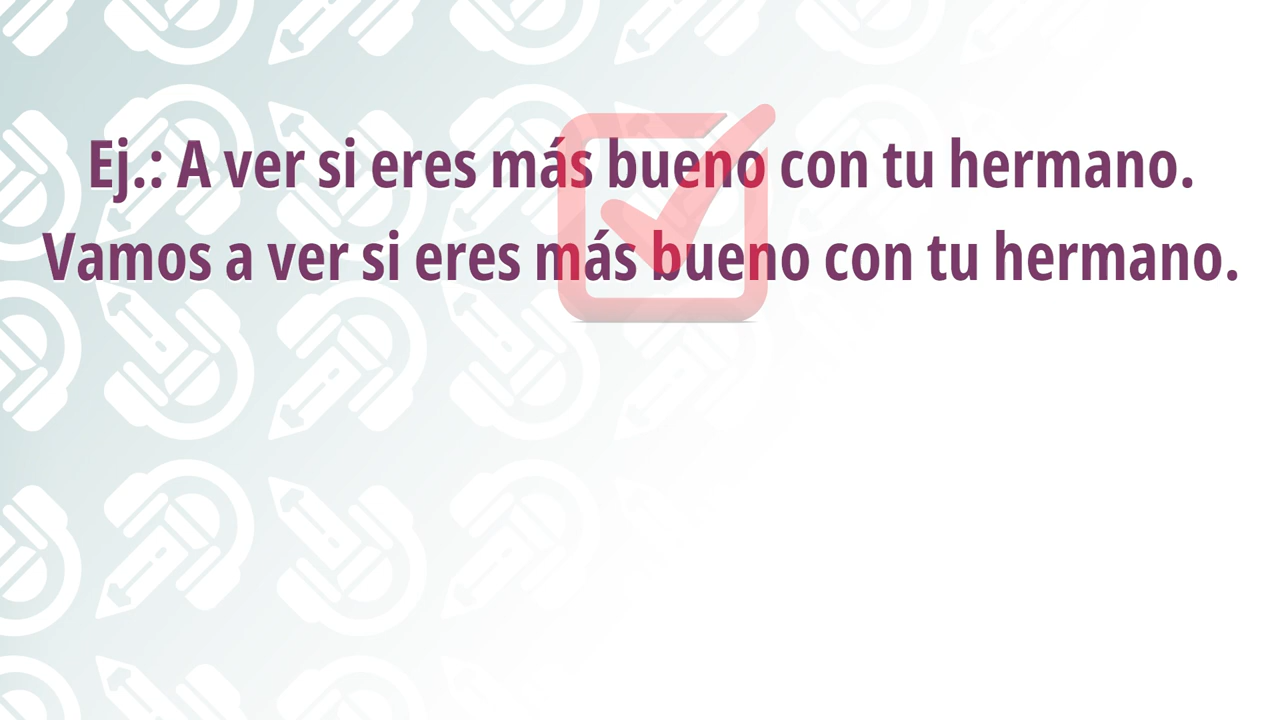 Ej.: A ver si eres más bueno con tu hermano.
Vamos a ver si eres más bueno con tu hermano.